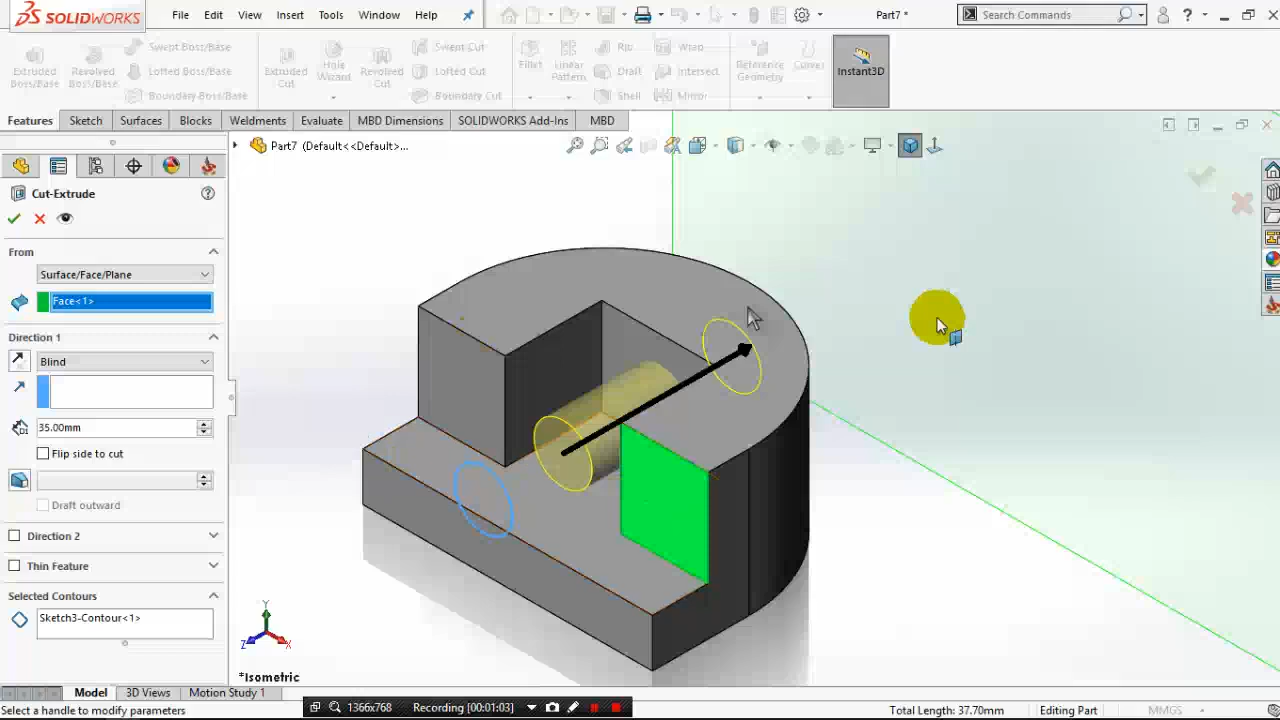 SOLIDWORKS
File Edit View Insert Tools Window Help
Part7 *
Search Commands
?
Extruded Boss/Base
Revolved Boss/Base
Swept Boss/Base
Lofted Boss/Base
Boundary Boss/Base
Extruded Cut
Hole Wizard
Revolved Cut
Swept Cut
Lofted Cut
Boundary Cut
Fillet
Linear Pattern
Rib
Draft
Shell
Wrap
Intersect
Mirror
Reference Geometry
Curves
Instant3D
Features Sketch Surfaces Blocks Weldments Evaluate MBD Dimensions SOLIDWORKS Add-Ins MBD
Part7 (Default<<Default>...
Cut-Extrude
?
From
Surface/Face/Plane
Face<1>
Direction 1
Blind
D1
35.00mm
Flip side to cut
Draft outward
Direction 2
Thin Feature
Selected Contours
Sketch3-Contour<1>
Y
Z
X
*Isometric
Model 3D Views Motion Study 1
1366x768 Recording [00:01:03]
Select a handle to modify parameters
Total Length: 37.70mm Editing Part MMGS